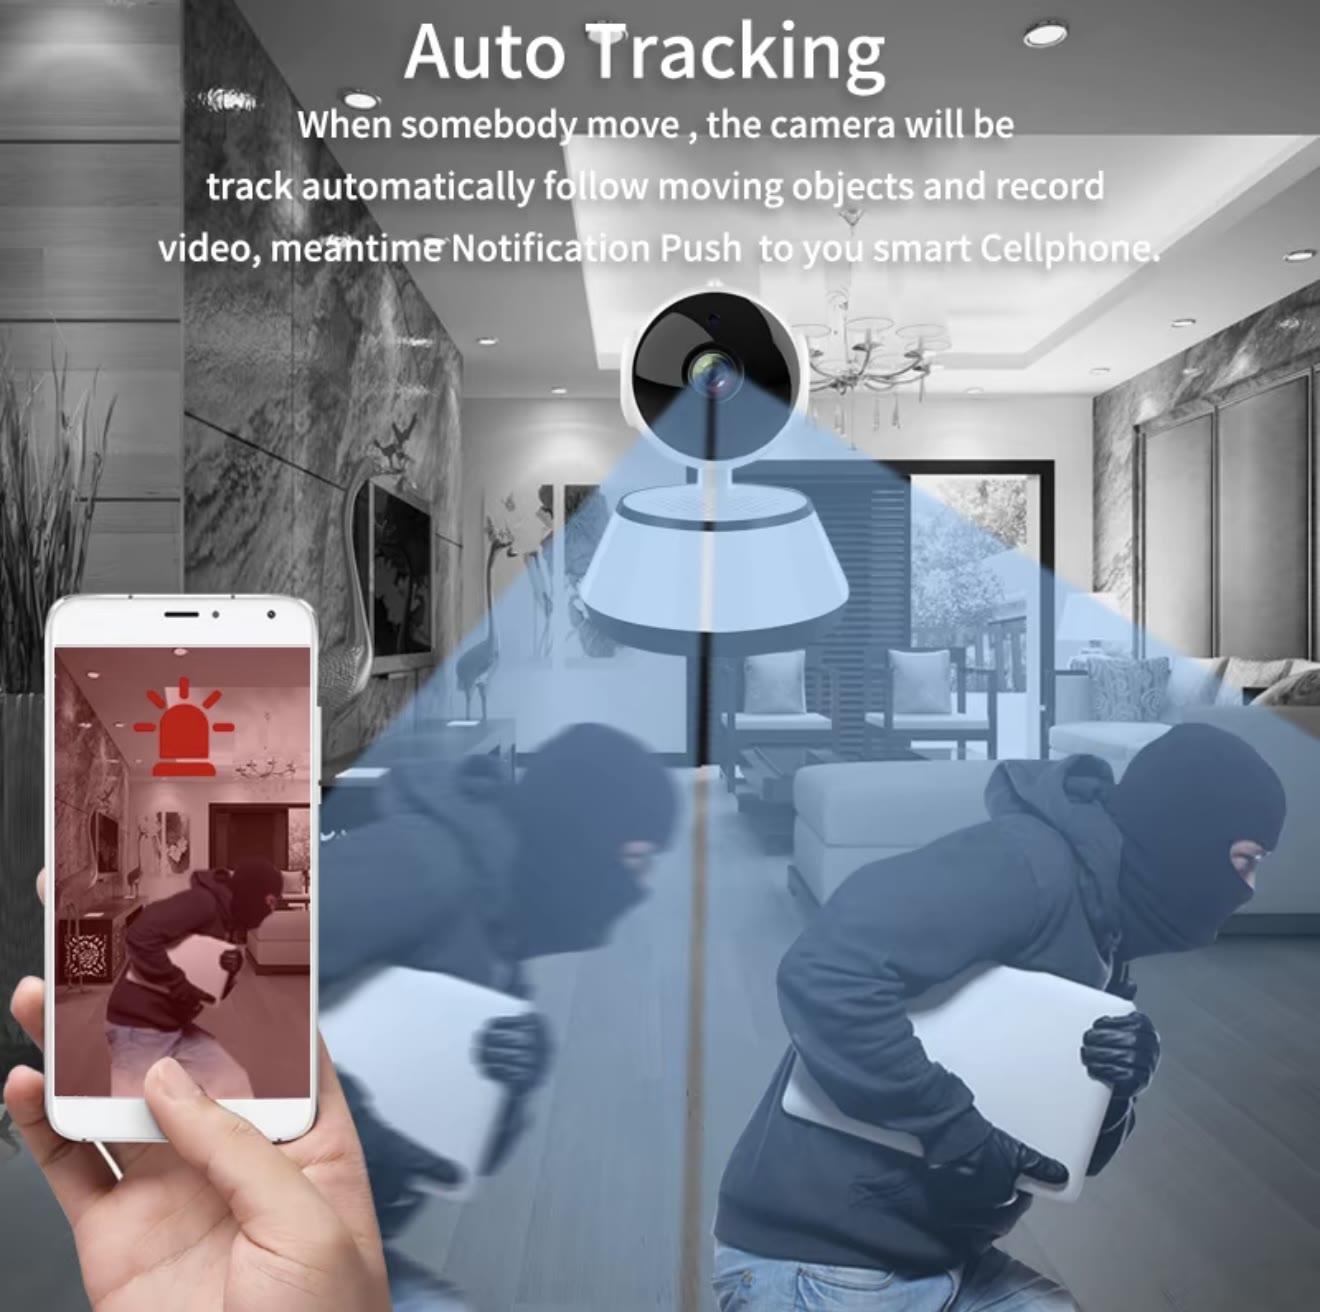 Auto Tracking
When somebody move , the camera will be
track automatically follow moving objects and record
video, meantime Notification Push to you smart Cellphone.